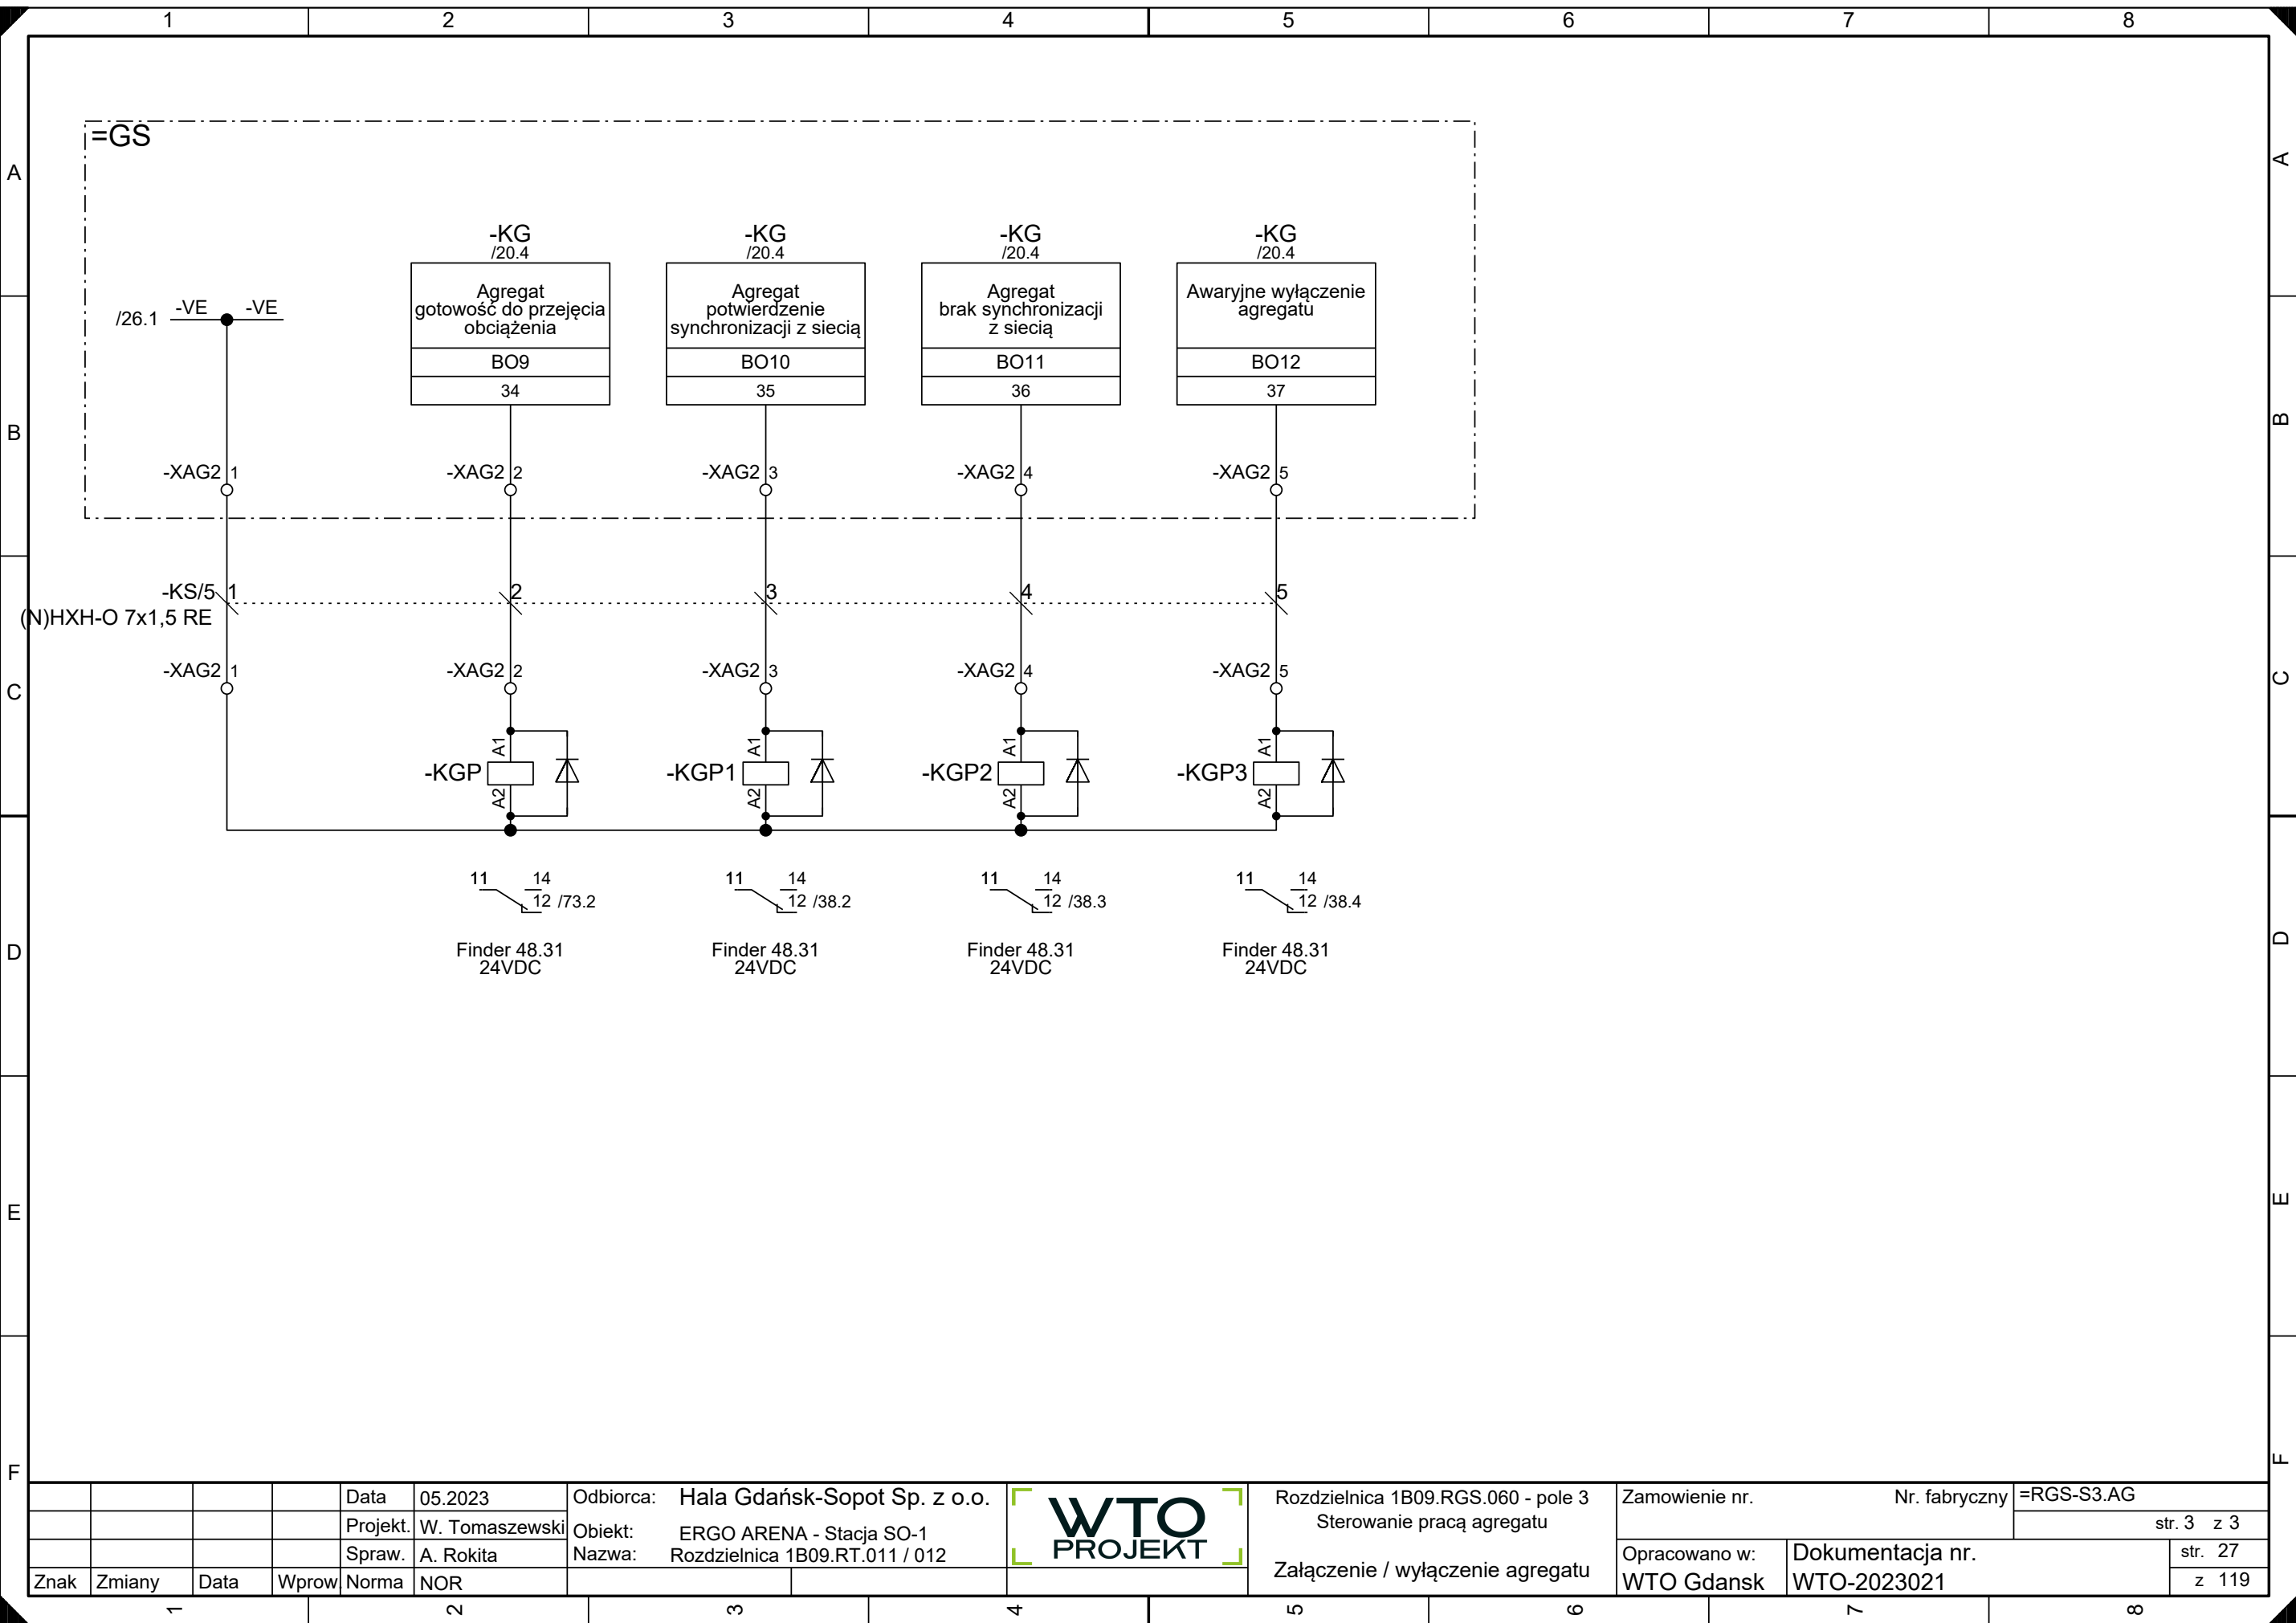 1 2 3 4 5 6 7 8
=GS
A A
-KG -KG -KG -KG
/20.4 /20.4 /20.4 /20.4
Agregat
gotowość do przejęcia
obciążenia
BO9
34
Agregat
potwierdzenie
synchronizacji z siecią
BO10
35
Agregat
brak synchronizacji
z siecią
BO11
36
Awaryjne wyłączenie
agregatu
BO12
37
/26.1 -VE -VE
B B
-XAG2 1 -XAG2 2 -XAG2 3 -XAG2 4 -XAG2 5
-KS/5 1 2 3 4 5
(N)HXH-O 7x1,5 RE
-XAG2 1 -XAG2 2 -XAG2 3 -XAG2 4 -XAG2 5
C C
A1 A1 A1 A1
-KGP -KGP1 -KGP2 -KGP3
A2 A2 A2 A2
11 14 11 14 11 14 11 14
12 /73.2 12 /38.2 12 /38.3 12 /38.4
D D
Finder 48.31 Finder 48.31 Finder 48.31 Finder 48.31
24VDC 24VDC 24VDC 24VDC
E E
F F
Data 05.2023
Projekt. W. Tomaszewski
Spraw. A. Rokita
Znak Zmiany Data Wprow. Norma NOR
Odbiorca: Hala Gdańsk-Sopot Sp. z o.o.
Obiekt: ERGO ARENA - Stacja SO-1
Nazwa: Rozdzielnica 1B09.RT.011 / 012
WTO
PROJEKT
Rozdzielnica 1B09.RGS.060 - pole 3
Sterowanie pracą agregatu
Załączenie / wyłączenie agregatu
Zamowienie nr. Nr. fabryczny =RGS-S3.AG
str. 3 z 3
Opracowano w: Dokumentacja nr. str. 27
WTO Gdansk WTO-2023021 z 119
1 2 3 4 5 6 7 8